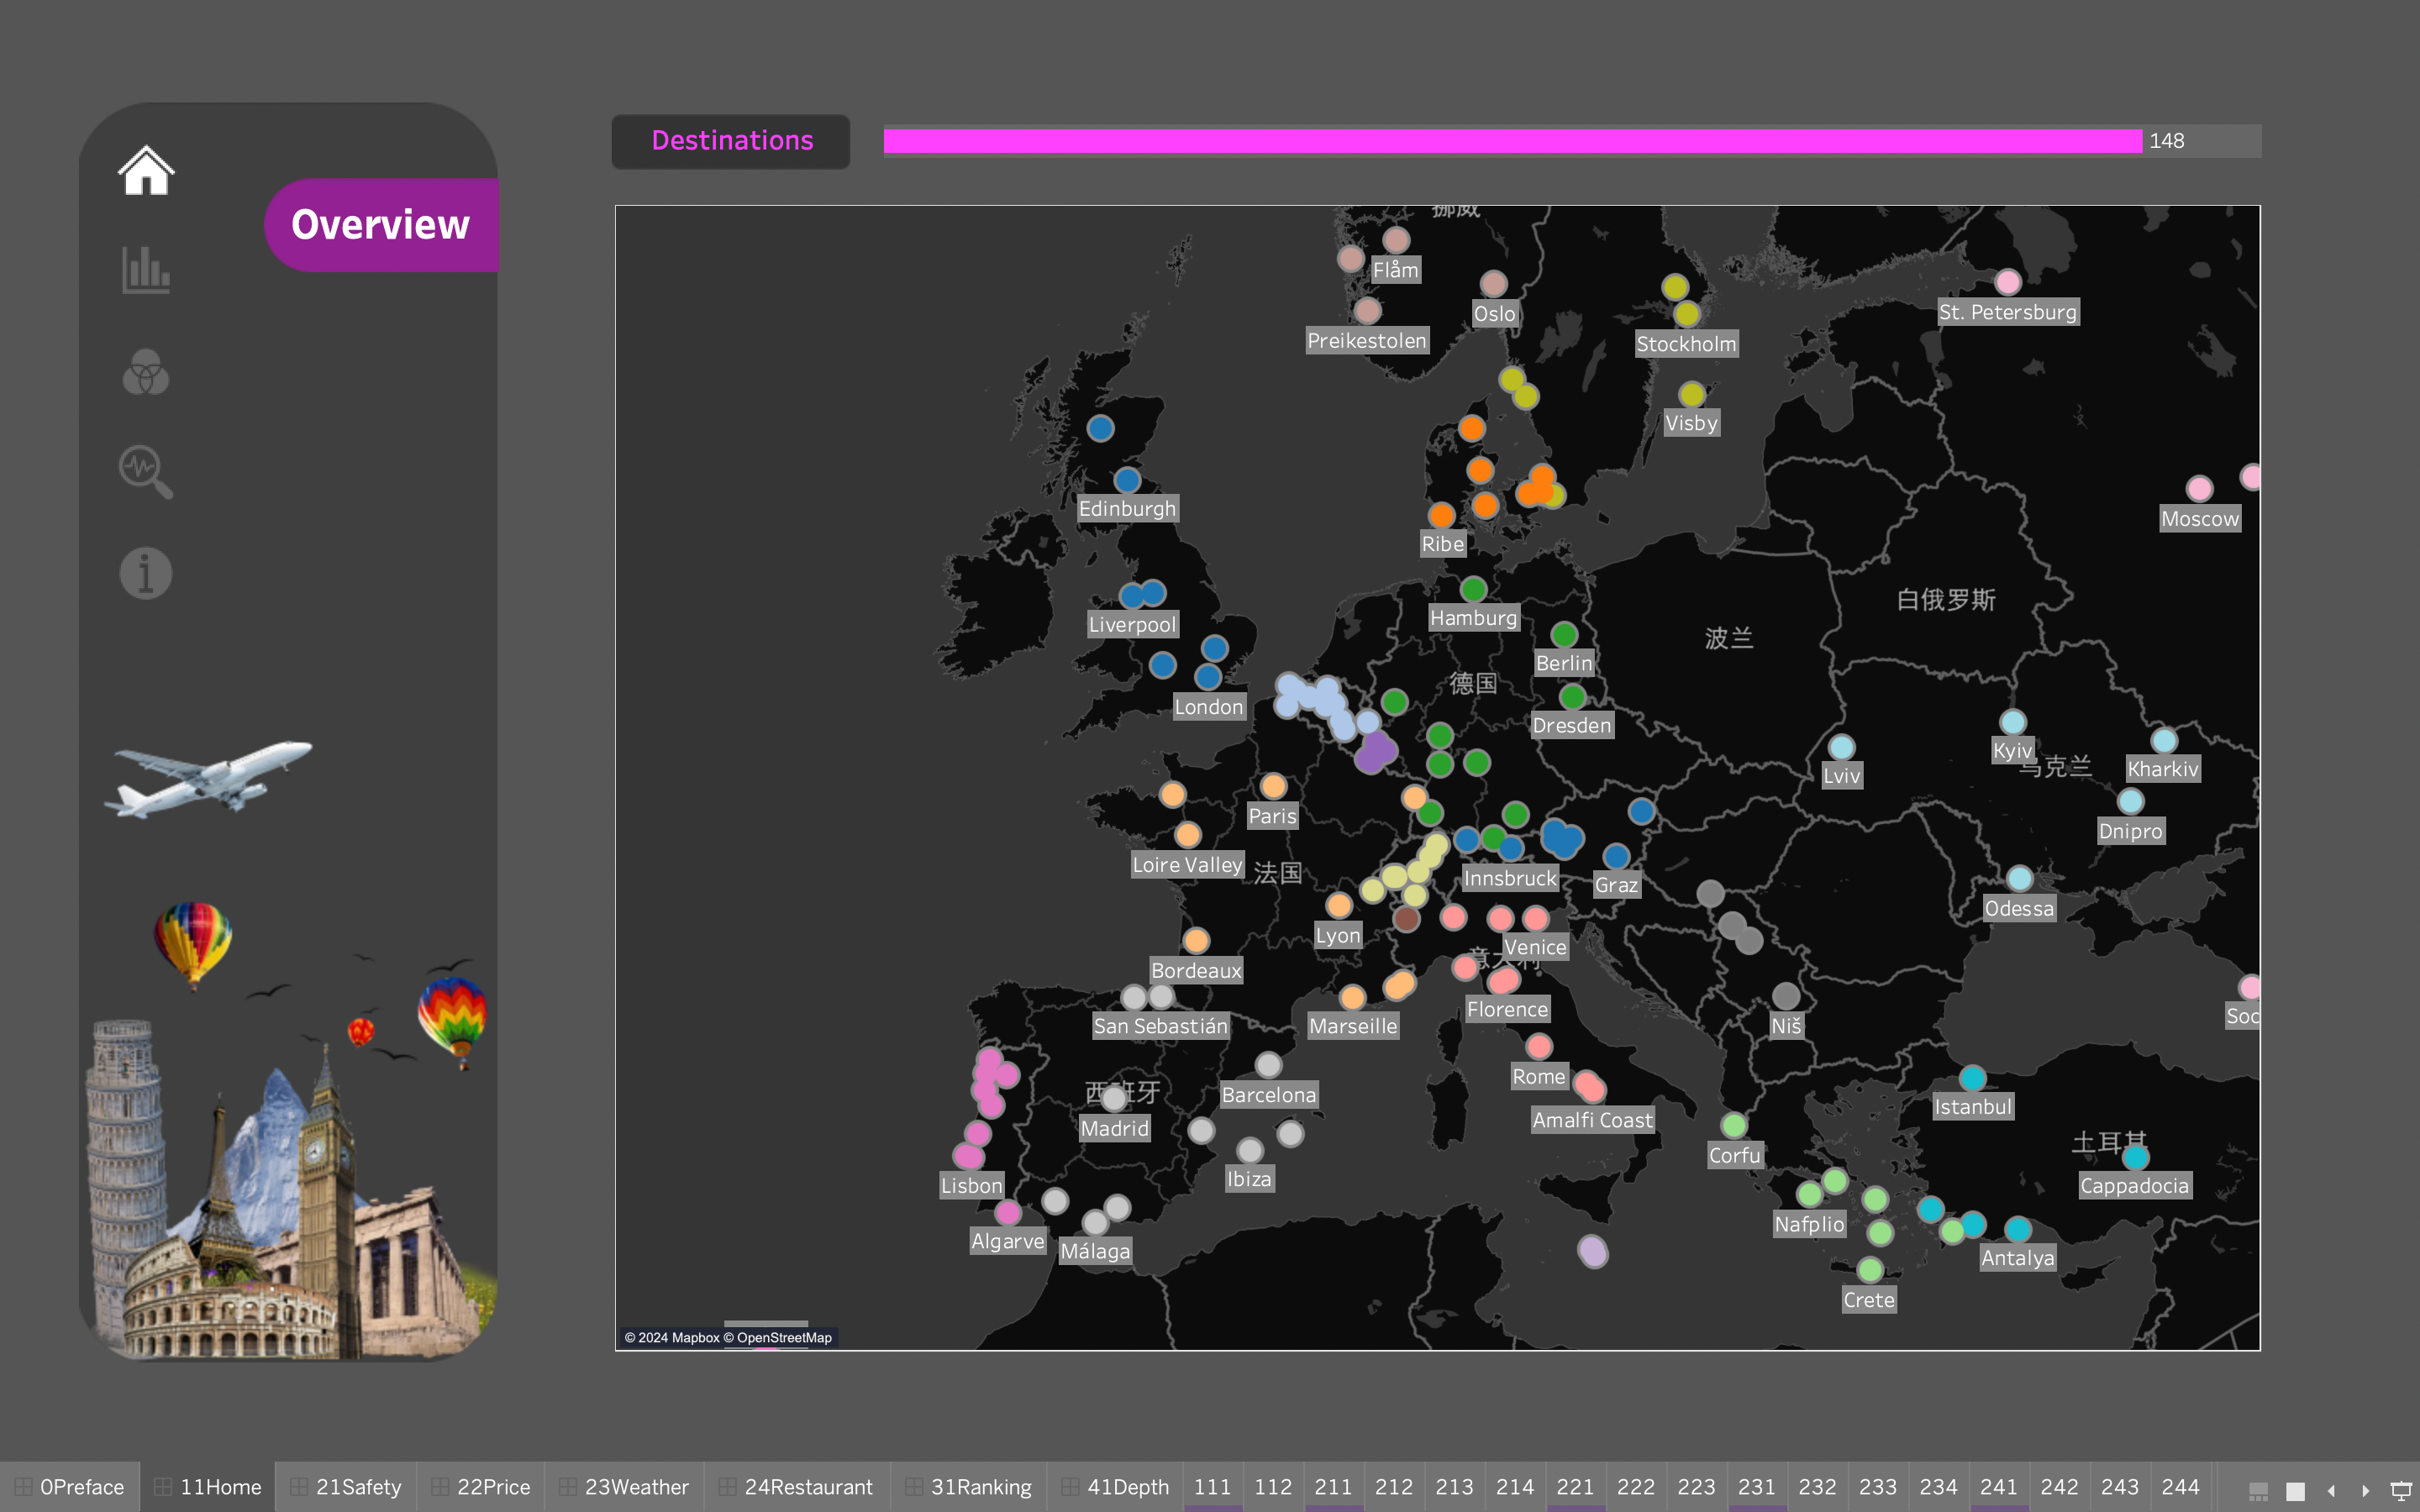 Destinations
148
Overview
挪威
Flåm
Oslo
Preikestolen
St. Petersburg
Stockholm
Visby
Edinburgh
Moscow
Ribe
白俄罗斯
Hamburg
Liverpool
波兰
Berlin
德国
London
Dresden
Kyiv
乌克兰
Kharkiv
Lviv
Paris
Dnipro
Loire Valley
法国
Innsbruck
Graz
Odessa
Lyon
Venice
意大利
Bordeaux
Florence
Soc
San Sebastián
Marseille
Niš
Rome
西班牙
Barcelona
Istanbul
Amalfi Coast
Madrid
土耳其
Corfu
Ibiza
Lisbon
Cappadocia
Nafplio
Algarve
Málaga
Antalya
Crete
© 2024 Mapbox © OpenStreetMap
0Preface 11Home 21Safety 22Price 23Weather 24Restaurant 31Ranking 41Depth 111 112 211 212 213 214 221 222 223 231 232 233 234 241 242 243 244